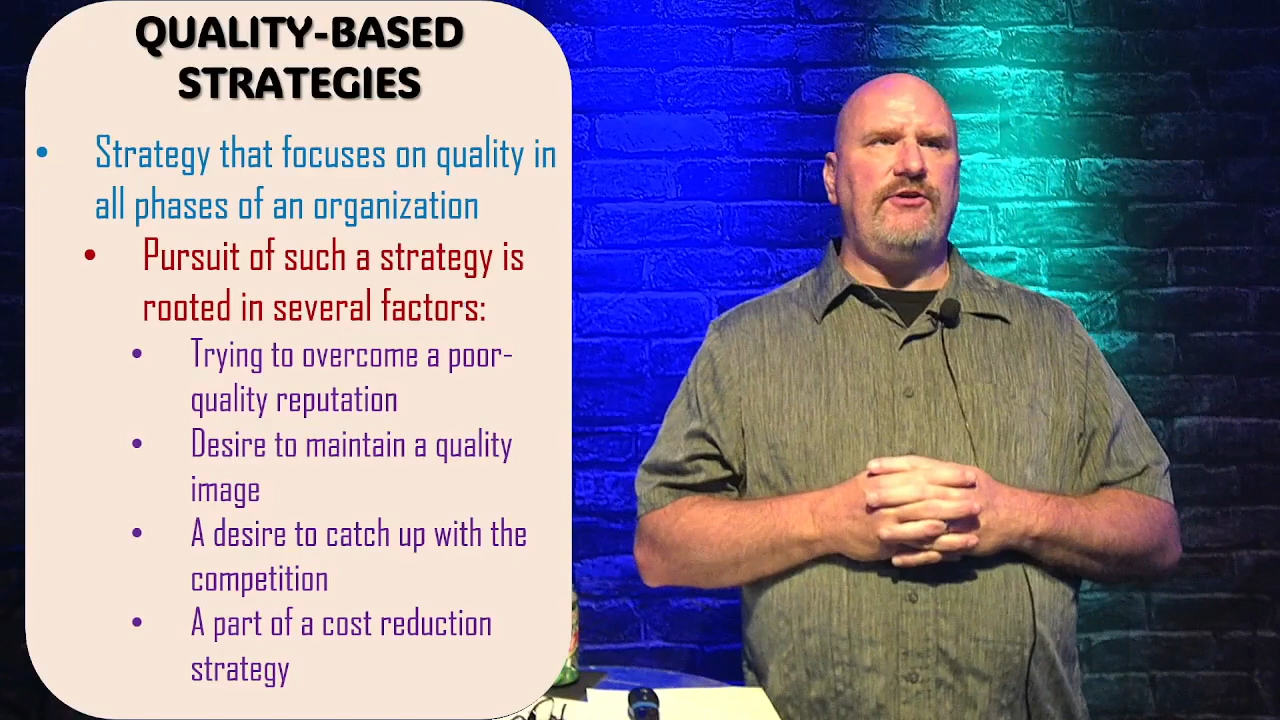 QUALITY-BASED
STRATEGIES
• Strategy that focuses on quality in
all phases of an organization
• Pursuit of such a strategy is
rooted in several factors:
• Trying to overcome a poor-
quality reputation
• Desire to maintain a quality
image
• A desire to catch up with the
competition
• A part of a cost reduction
strategy